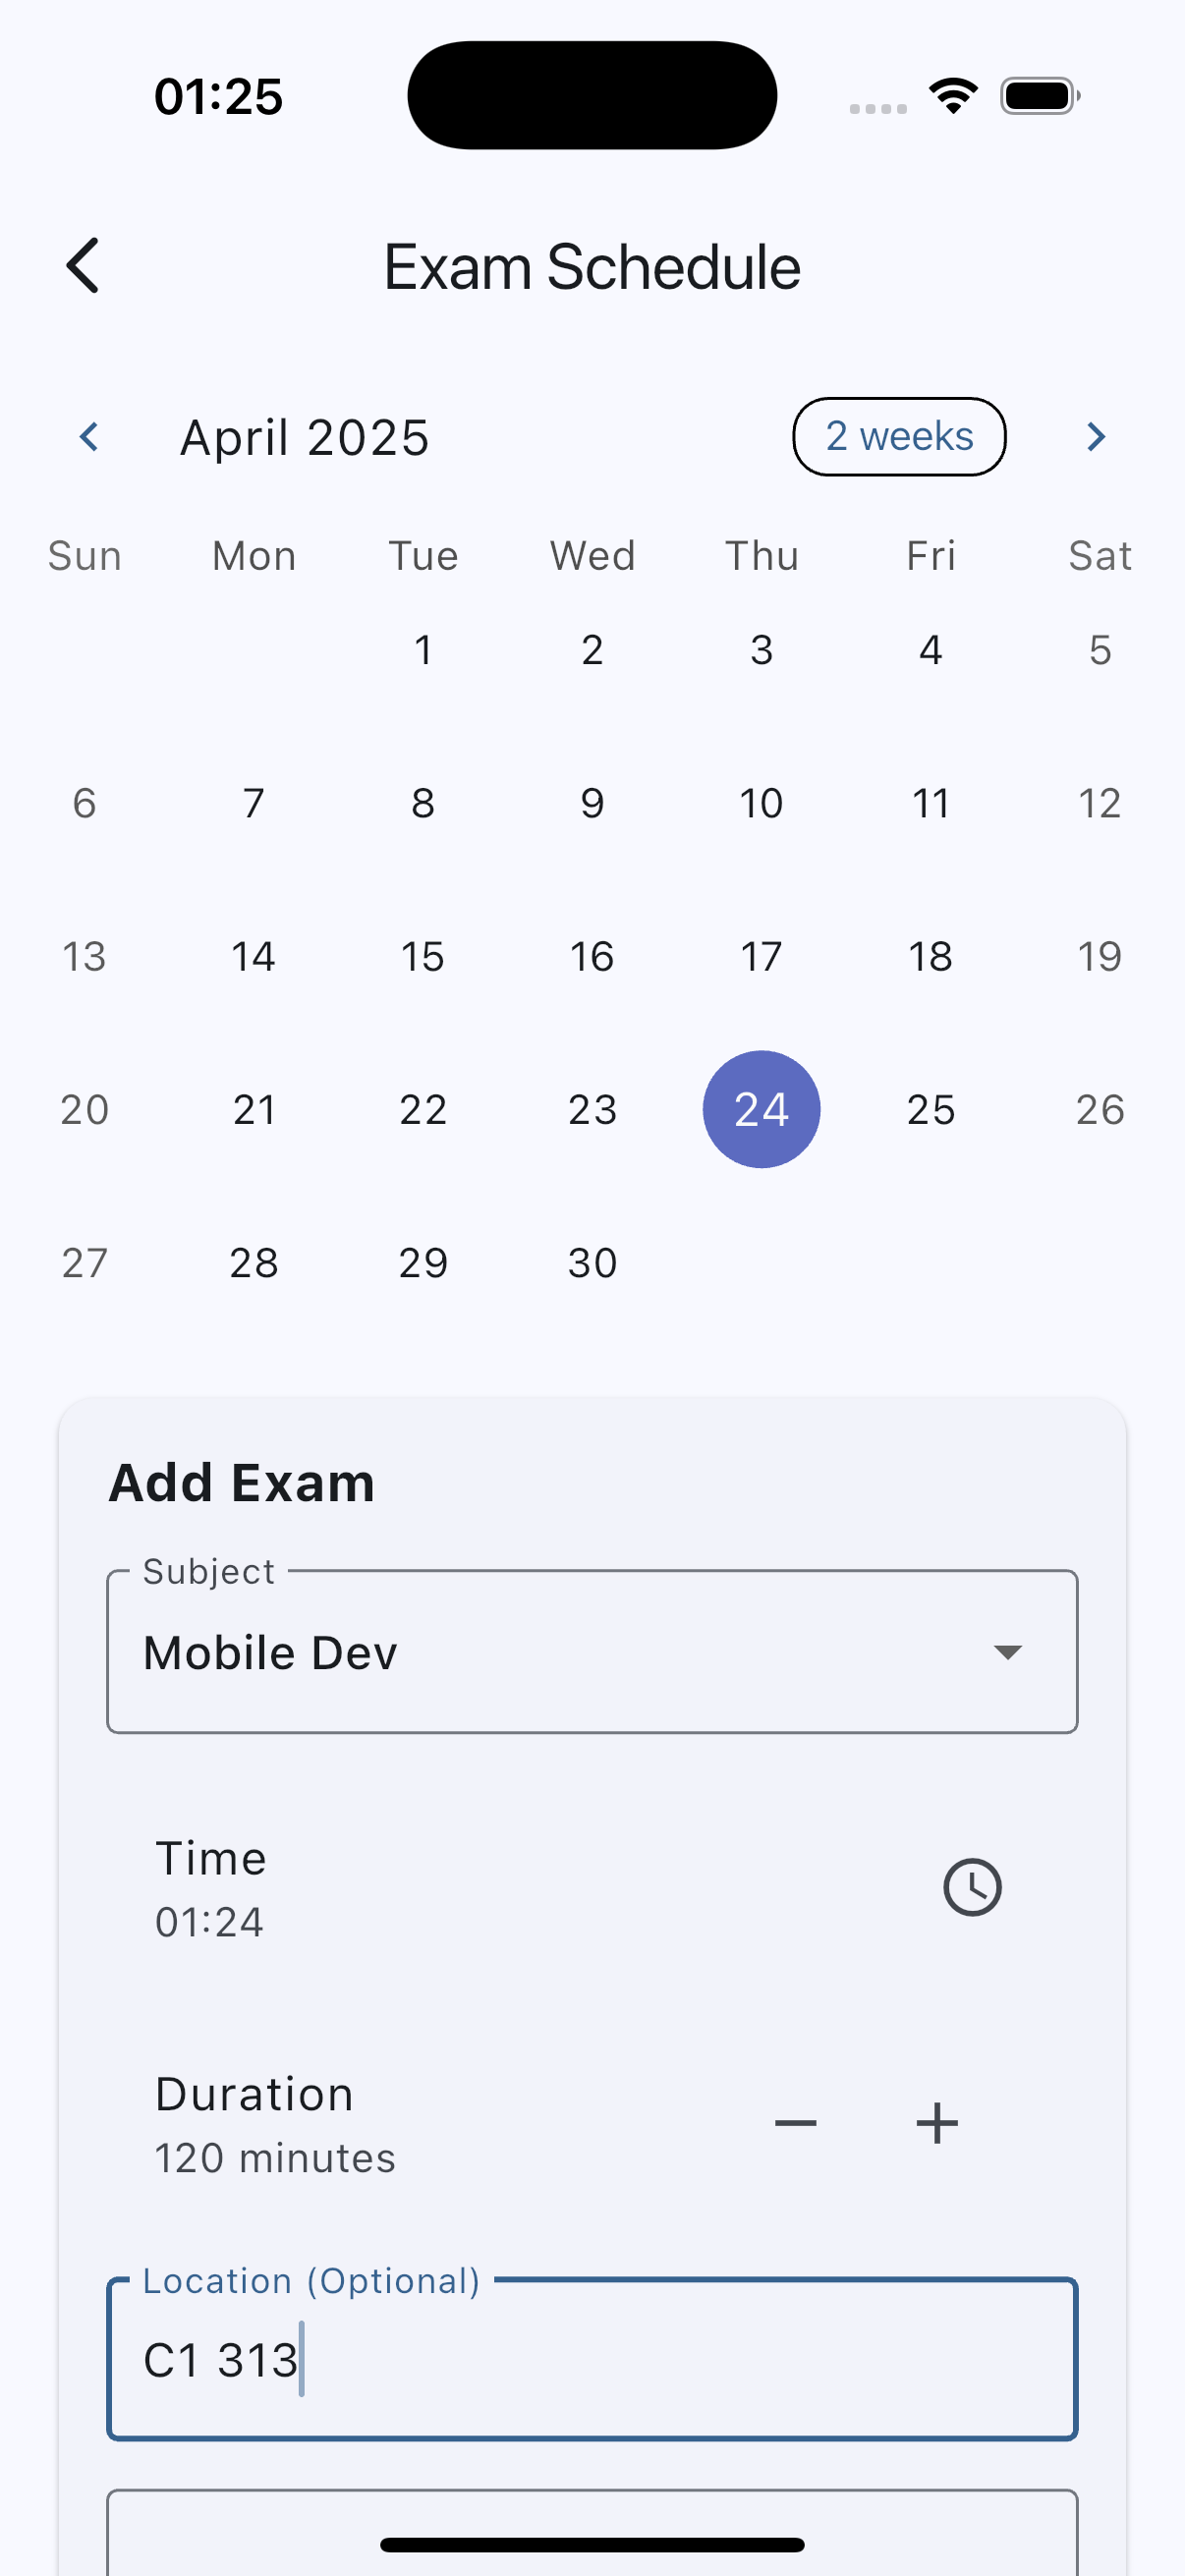 01:25
Exam Schedule
April 2025 2 weeks
Sun Mon Tue Wed Thu Fri Sat
1 2 3 4 5
6 7 8 9 10 11 12
13 14 15 16 17 18 19
20 21 22 23 24 25 26
27 28 29 30
Add Exam
Subject
Mobile Dev
Time
01:24
Duration
120 minutes
Location (Optional)
C1 313